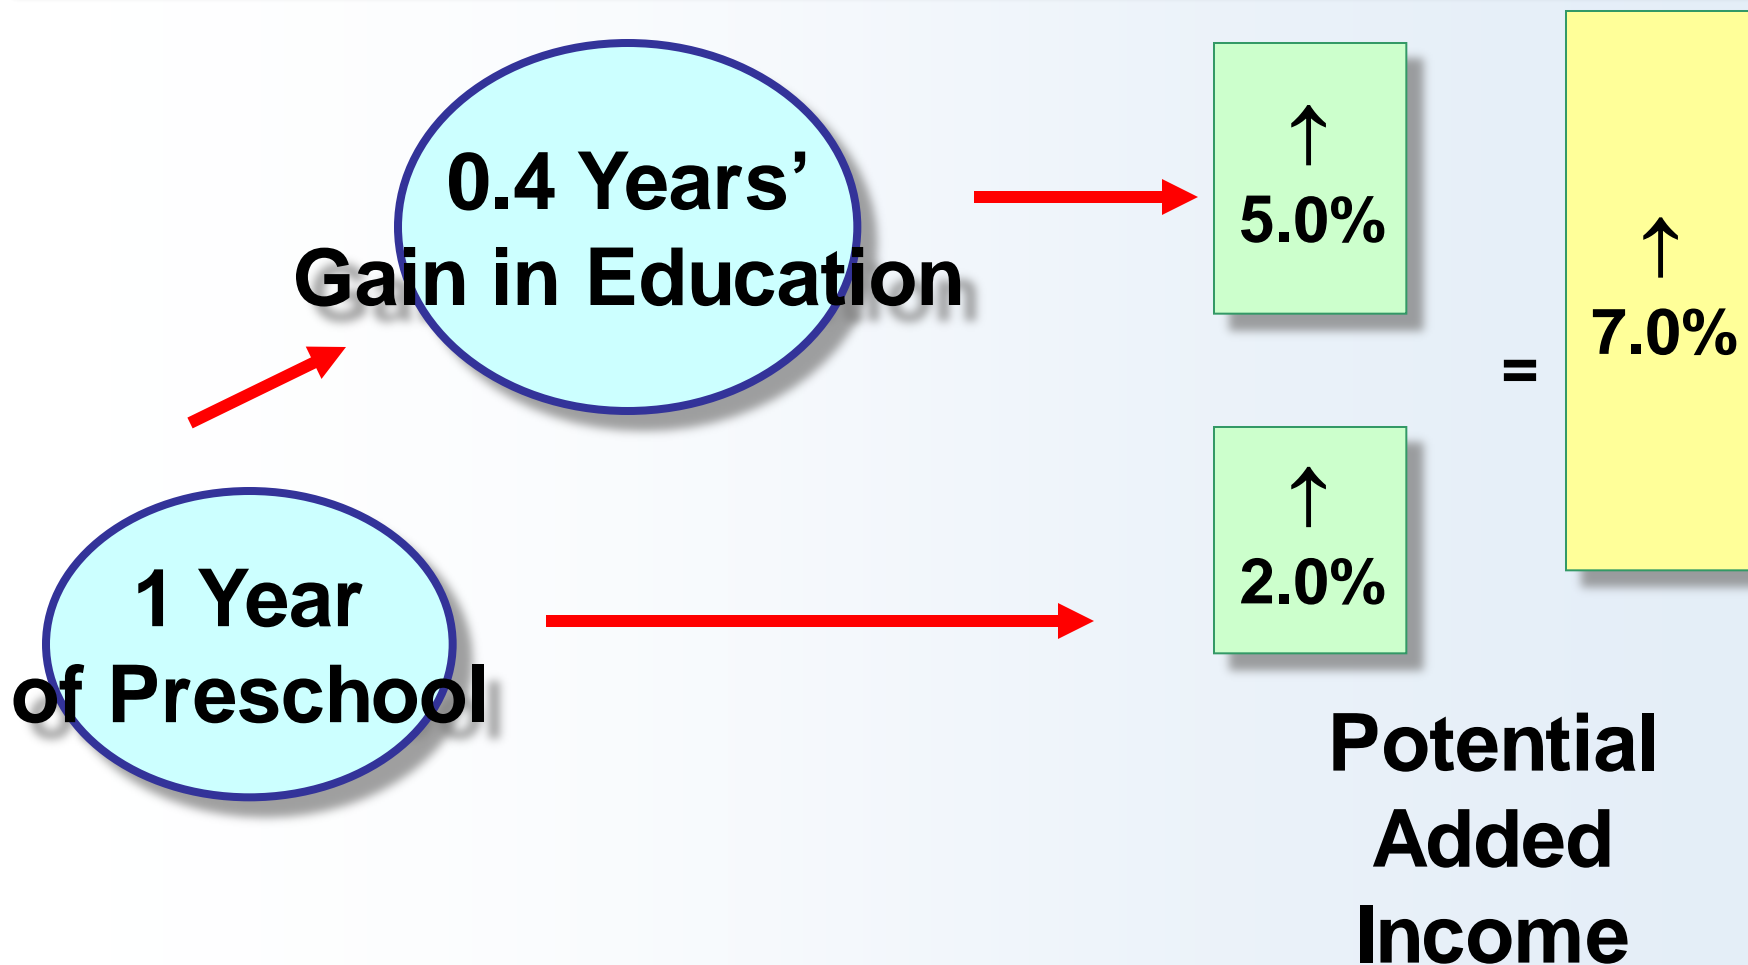 0.4 Years’
Gain in Education
↑
5.0%
↑
7.0%
=
1 Year
of Preschool
↑
2.0%
Potential
Added
Income